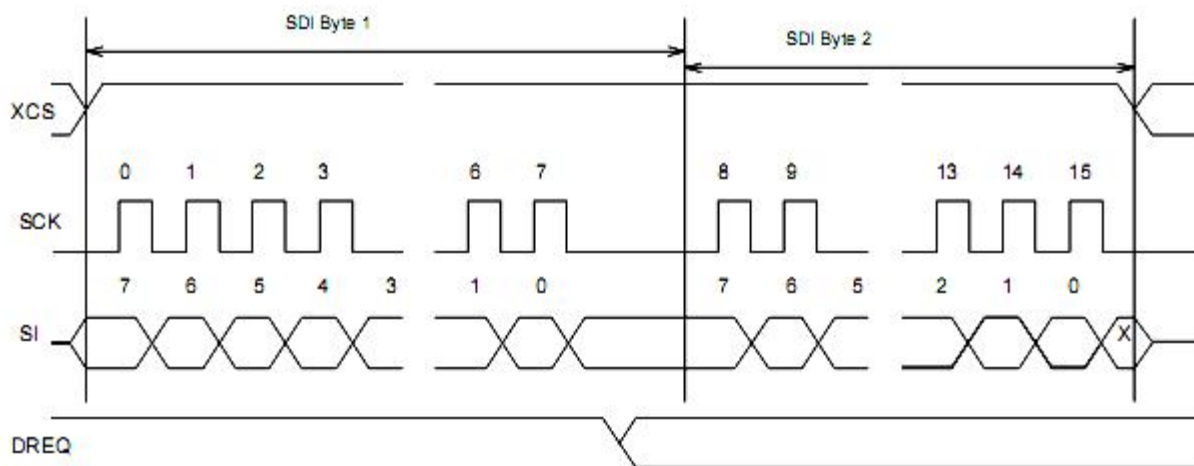 SDI Byte 1
SDI Byte 2
XCS
0 1 2 3 6 7 8 9 13 14 15
SCK
7 6 5 4 3 1 0 7 6 5 2 1 0
SI
X
DREQ